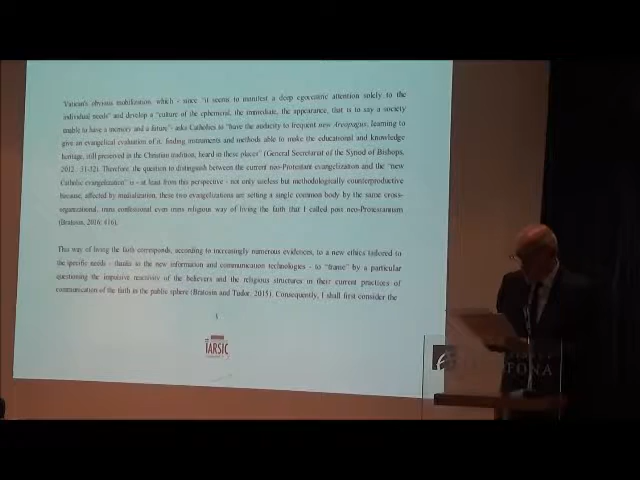 Vatican's obvious mobilization, which - since "it seems to manifest a deep egocentric attention solely to the
individual needs" and develop a "culture of the ephemeral, the immediate, the appearance, that is to say a society
unable to have a memory and a future"- asks Catholics to "have the audacity to frequent new Areopagus, learning to
give an evangelical evaluation of it, finding instruments and methods able to make the educational and knowledge
heritage, still preserved in the Christian tradition, heard in these places" (General Secretariat of the Synod of Bishops,
2012 : 31-32). Therefore, the question to distinguish between the current neo-Protestant evangelization and the "new
Catholic evangelization" is - at least from this perspective - not only useless but methodologically counterproductive
because, affected by mediatization, these two evangelizations are setting a single common body by the same cross-
organizational, trans confessional even trans religious way of living the faith that I called post neo-Protestantism
(Bratosin, 2016: 416).
This way of living the faith corresponds, according to increasingly numerous evidences, to a new ethics tailored to
the specific needs - thanks to the new information and communication technologies - to "frame" by a particular
questioning the impulsive reactivity of the believers and the religious structures in their current practices of
communication of the faith in the public sphere (Bratosin and Tudor, 2015). Consequently, I shall first consider the
1
IARSIC
FONA